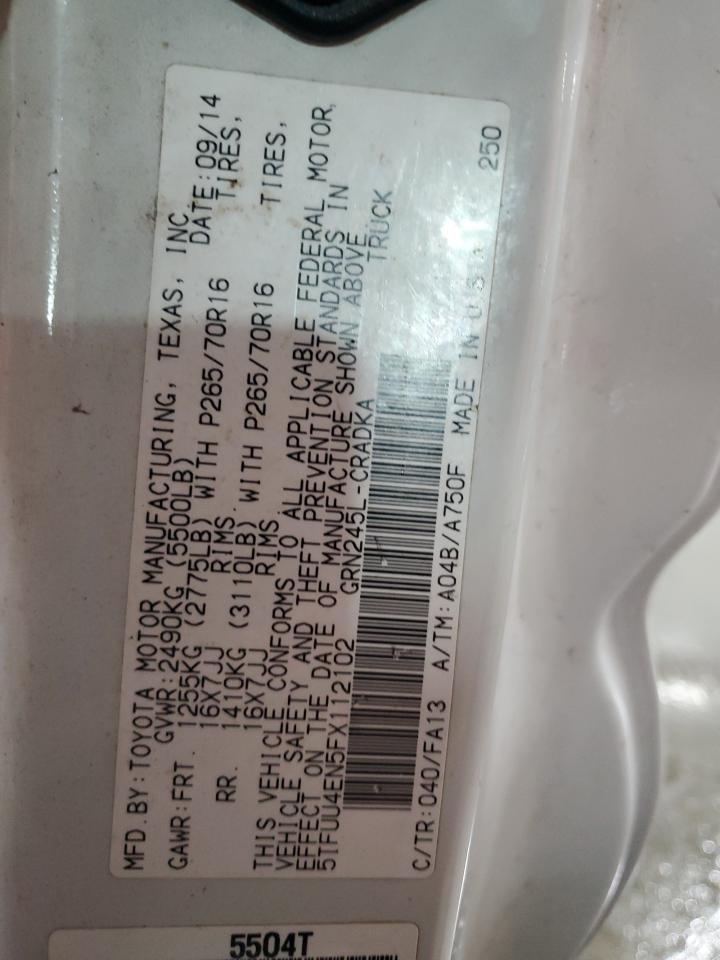 MFD.BY:TOYOTA MOTOR MANUFACTURING, TEXAS, INC.
GVWR:2490KG (5500LB) DATE:09/14
GAWR:FRT. 1255KG (2775LB) WITH P265/70R16 TIRES,
16X7JJ RIMS
RR. 1410KG (3110LB) WITH P265/70R16 TIRES,
16X7JJ RIMS
THIS VEHICLE CONFORMS TO ALL APPLICABLE FEDERAL MOTOR
VEHICLE SAFETY AND THEFT PREVENTION STANDARDS IN
EFFECT ON THE DATE OF MANUFACTURE SHOWN ABOVE.
5TFUU4EN5FX112102 GRN245L-CRADKA TRUCK
C/TR:040/FA13 A/TM:A04B/A750F MADE IN U.S.A. 250
5504T